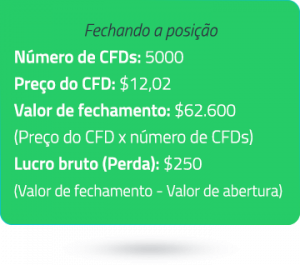 Fechando a posição
Número de CFDs: 5000
Preço do CFD: $12,02
Valor de fechamento: $62.600
(Preço do CFD x número de CFDs)
Lucro bruto (Perda): $250
(Valor de fechamento - Valor de abertura)